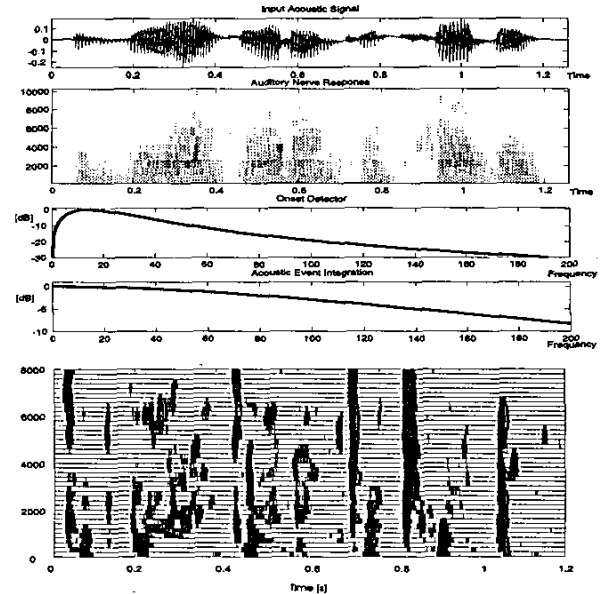 Input Acoustic Signal
0.1
0
-0.1
-0.2
0 0.2 0.4 0.6 0.8 1 1.2 Time
Auditory Nerve Response
10000
8000
6000
4000
2000
0 0.2 0.4 0.6 0.8 1 1.2 Time
Onset Detector
[dB]
0
-10
-20
-30
0 20 40 60 80 100 120 140 160 180 200
Frequency
Acoustic Event Integration
[dB]
0
-5
-10
0 20 40 60 80 100 120 140 160 180 200
Frequency
8000
6000
4000
2000
0
0 0.2 0.4 0.6 0.8 1 1.2
Time [s]